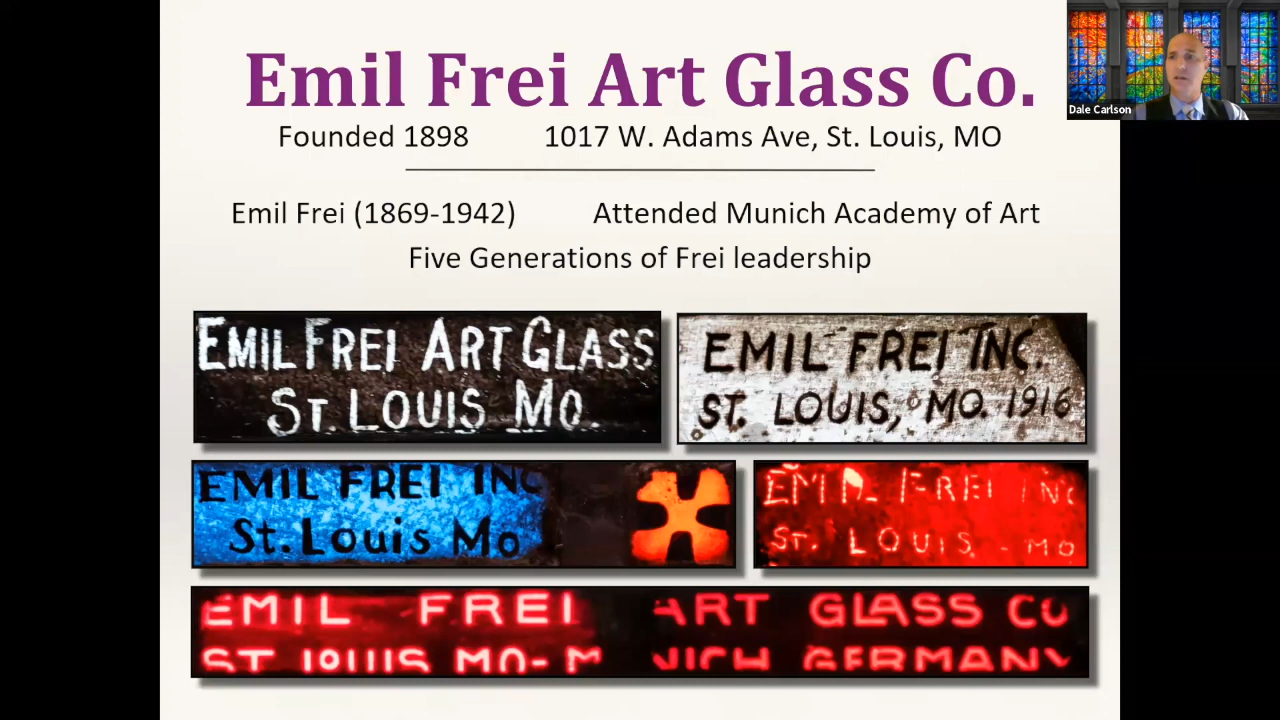 Emil Frei Art Glass Co.
Dale Carlson
Founded 1898 1017 W. Adams Ave, St. Louis, MO
Emil Frei (1869-1942) Attended Munich Academy of Art
Five Generations of Frei leadership
EMIL FREI ART GLASS
ST. LOUIS MO.
EMIL FREI INC.
ST. LOUIS, MO. 1916
EMIL FREI INC
St. Louis Mo
EMIL FREI INC
ST. LOUIS, - MO
EMIL FREI ART GLASS CO
ST LOUIS MO- MUNICH GERMANY